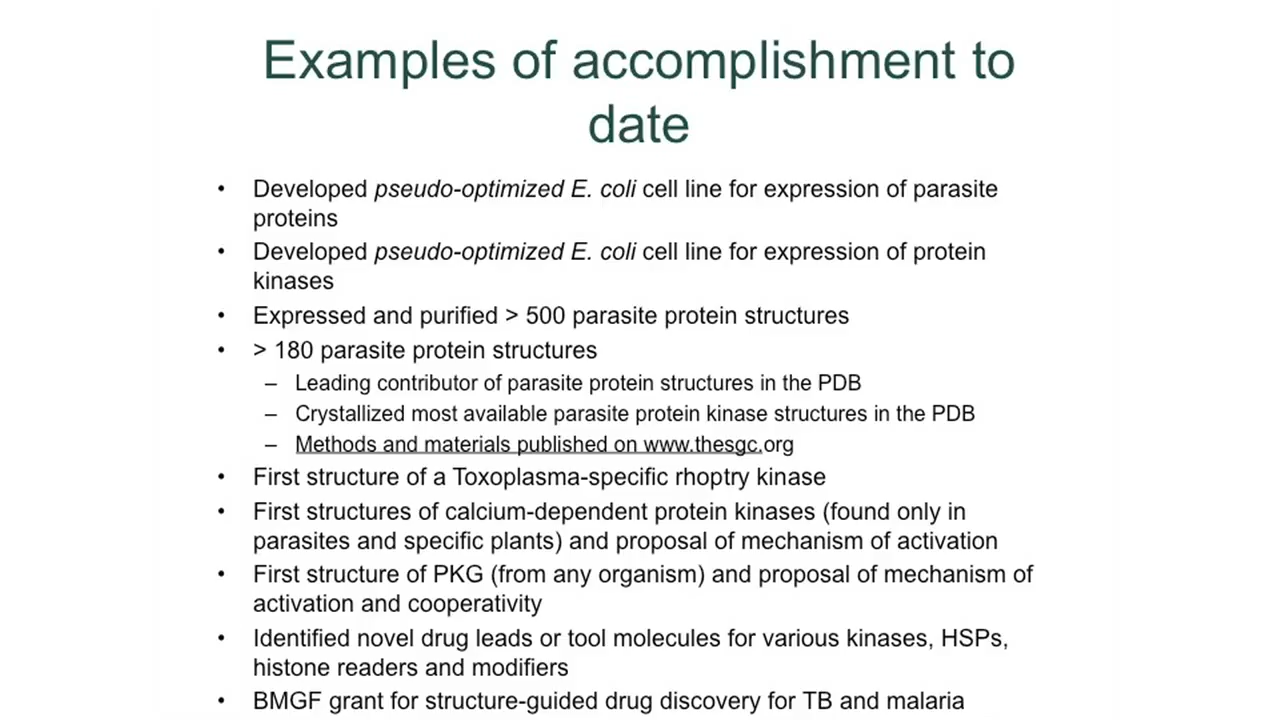 Examples of accomplishment to
date
• Developed pseudo-optimized E. coli cell line for expression of parasite
proteins
• Developed pseudo-optimized E. coli cell line for expression of protein
kinases
• Expressed and purified > 500 parasite protein structures
• > 180 parasite protein structures
– Leading contributor of parasite protein structures in the PDB
– Crystallized most available parasite protein kinase structures in the PDB
– Methods and materials published on www.thesgc.org
• First structure of a Toxoplasma-specific rhoptry kinase
• First structures of calcium-dependent protein kinases (found only in
parasites and specific plants) and proposal of mechanism of activation
• First structure of PKG (from any organism) and proposal of mechanism of
activation and cooperativity
• Identified novel drug leads or tool molecules for various kinases, HSPs,
histone readers and modifiers
• BMGF grant for structure-guided drug discovery for TB and malaria